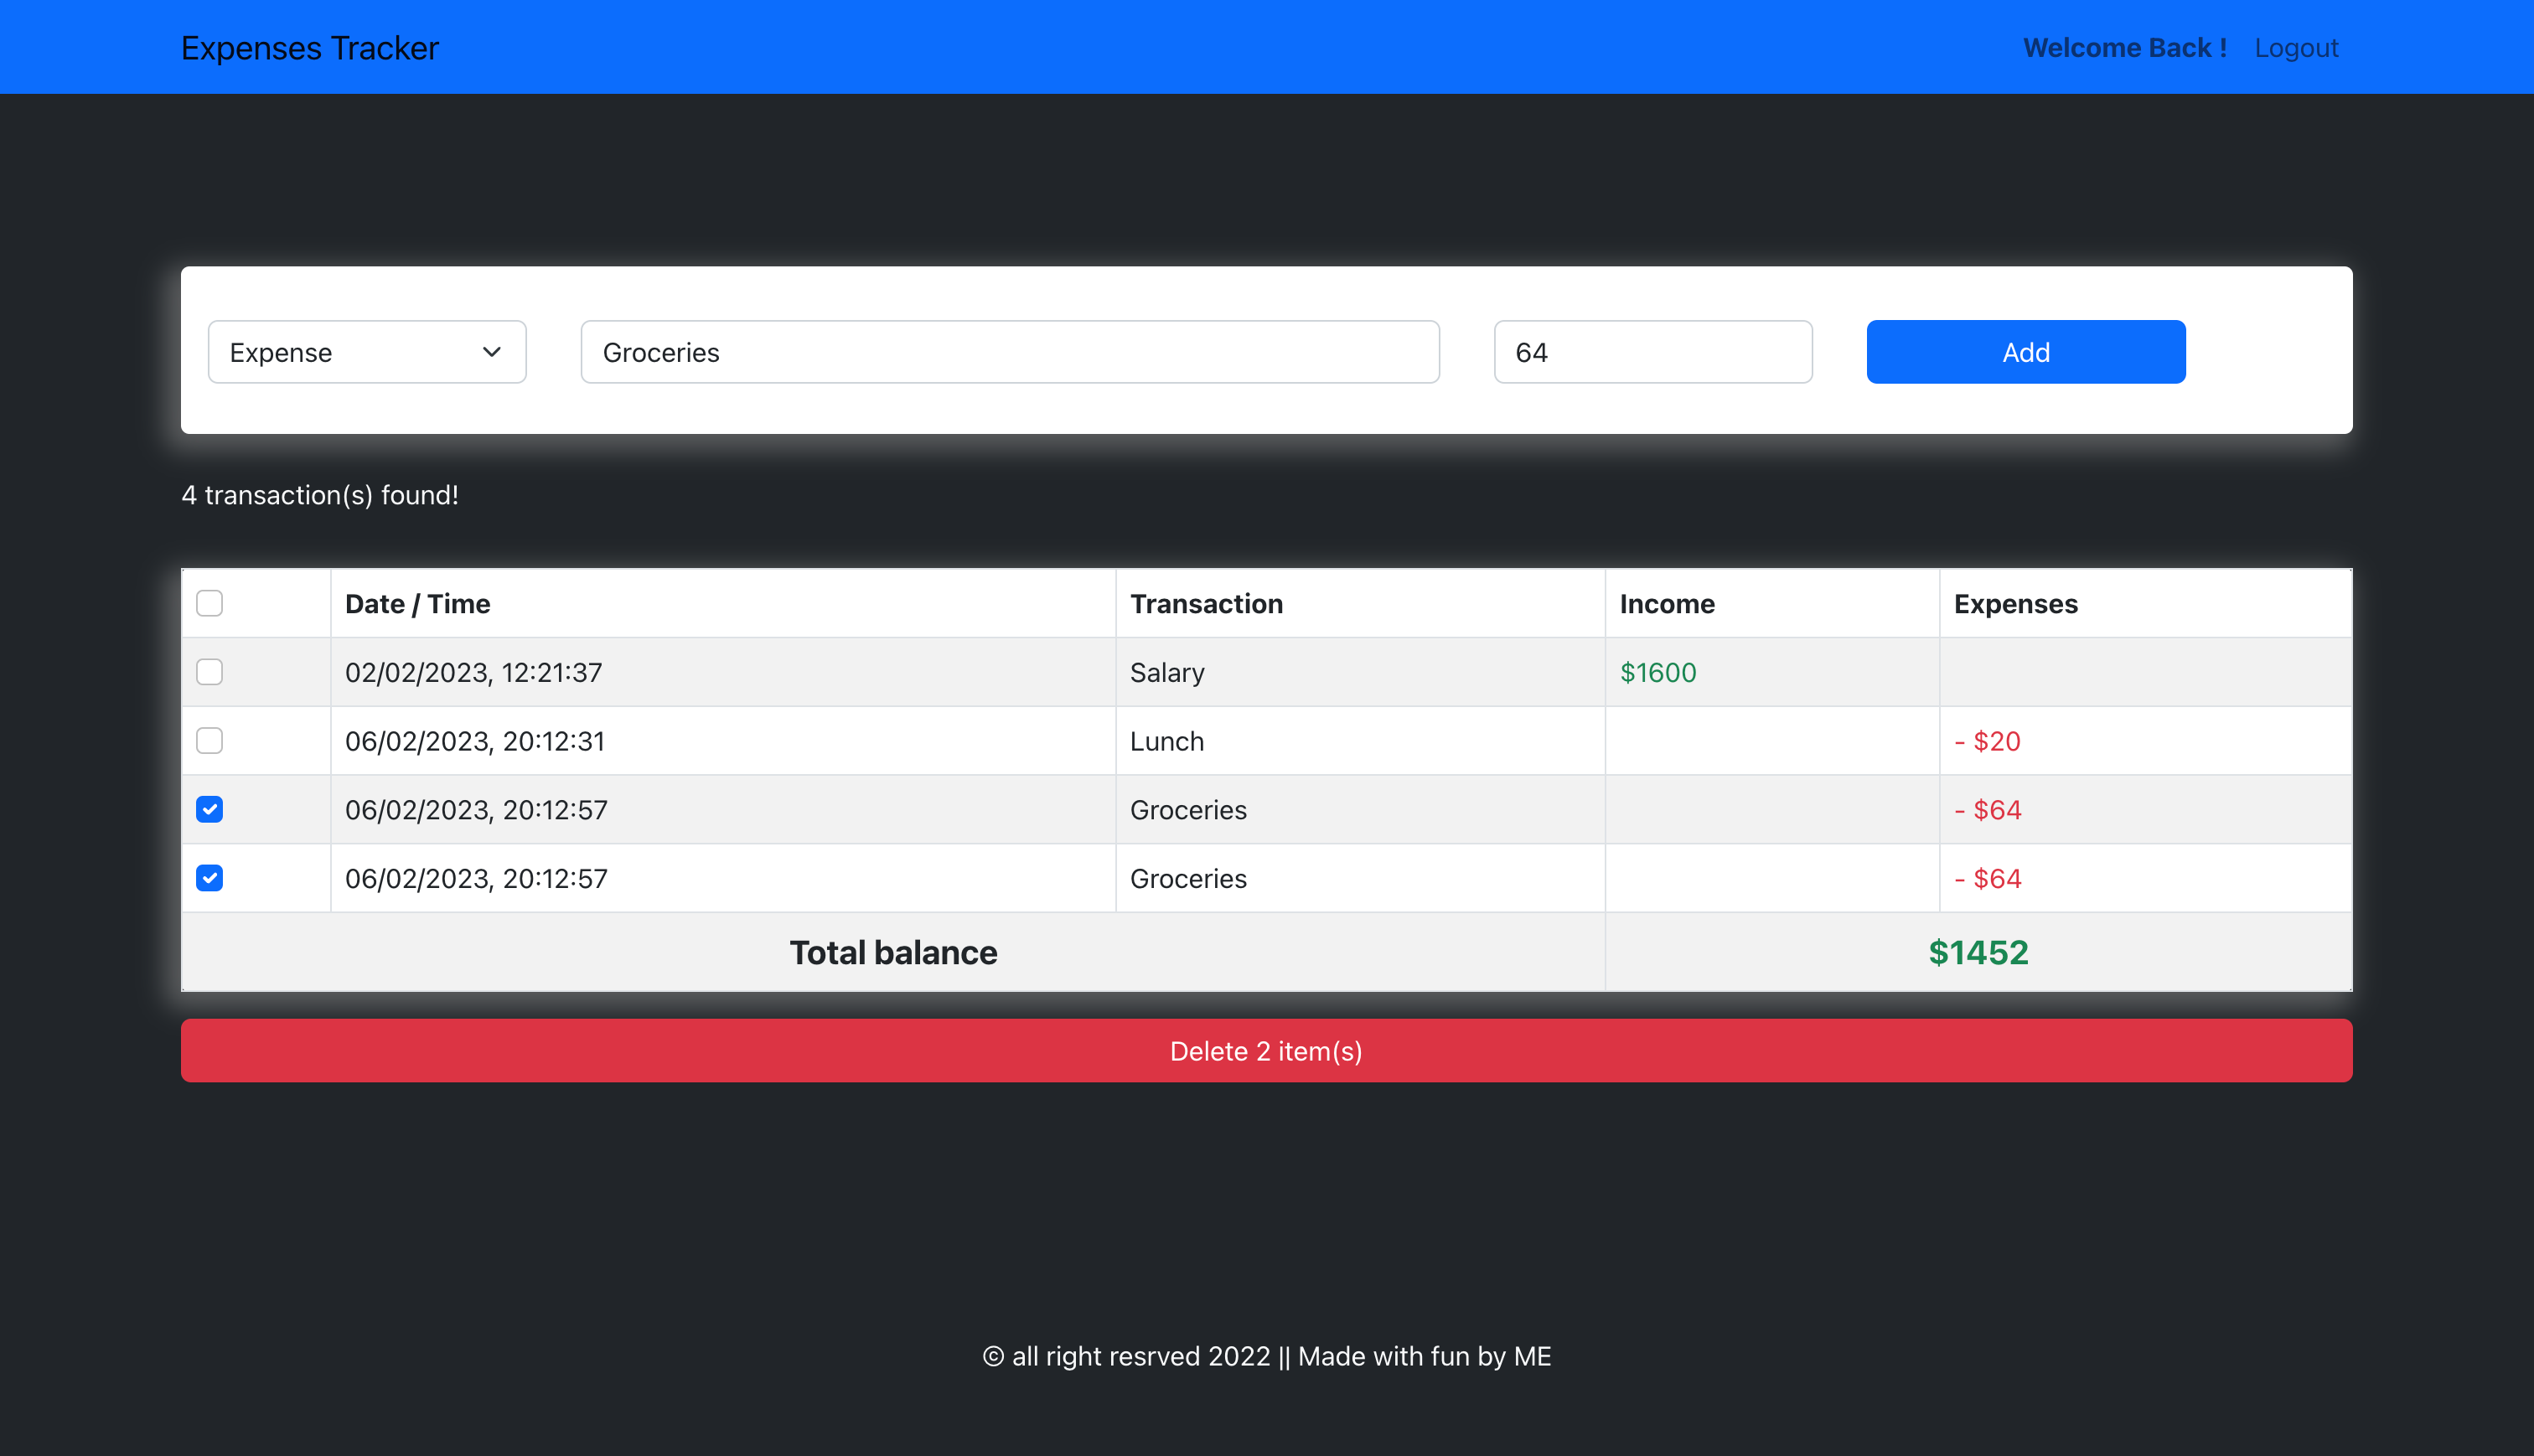 Expenses Tracker
Welcome Back ! Logout
Expense Groceries 64 Add
4 transaction(s) found!
Date / Time Transaction Income Expenses
02/02/2023, 12:21:37 Salary $1600
06/02/2023, 20:12:31 Lunch - $20
06/02/2023, 20:12:57 Groceries - $64
06/02/2023, 20:12:57 Groceries - $64
Total balance $1452
Delete 2 item(s)
© all right resrved 2022 || Made with fun by ME